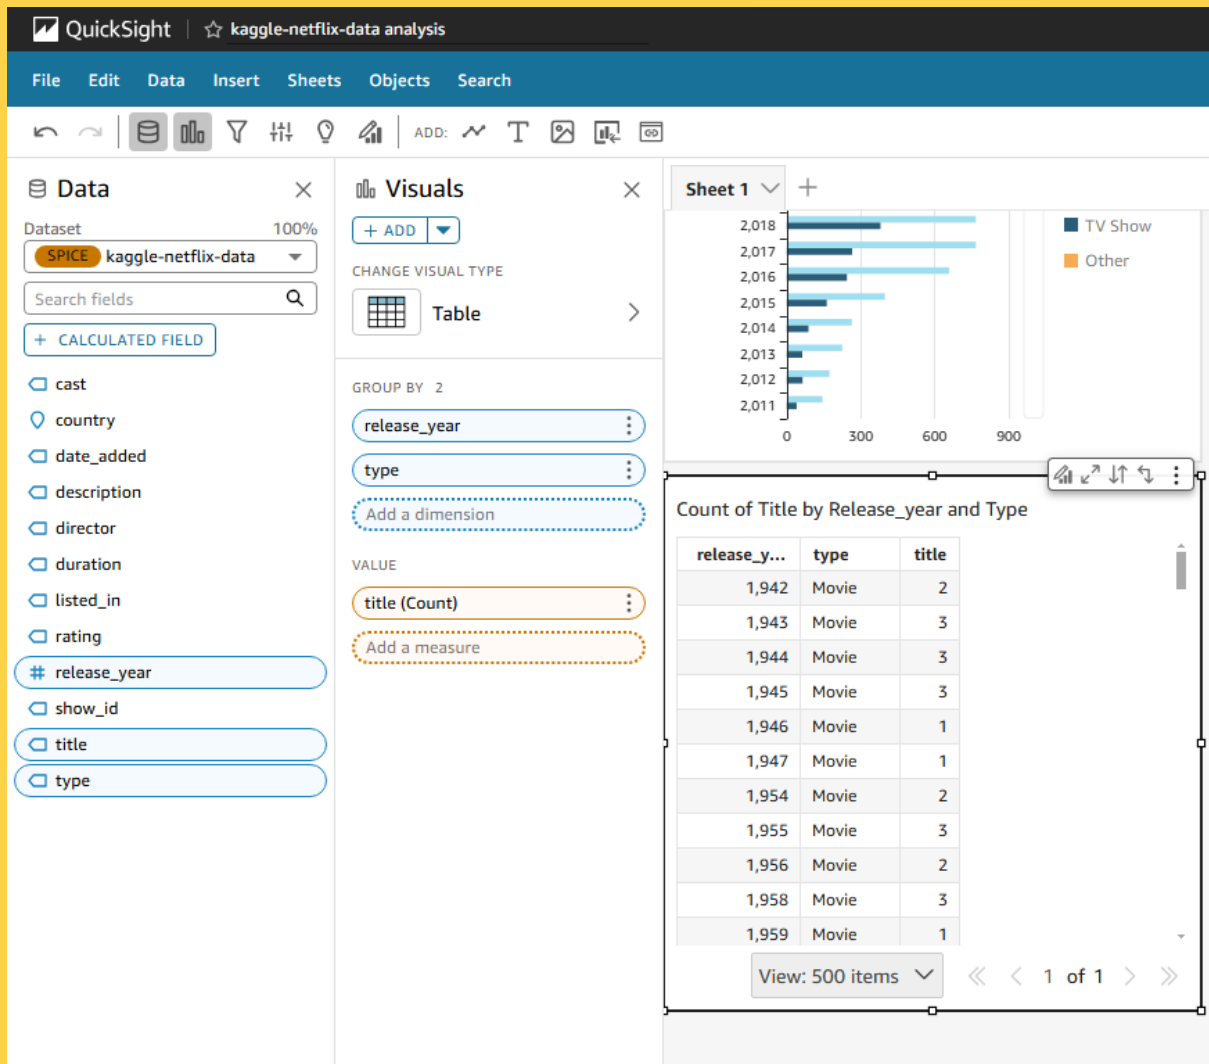 QuickSight kaggle-netflix-data analysis
File Edit Data Insert Sheets Objects Search
ADD:
Data
Dataset 100%
SPICE kaggle-netflix-data
Search fields
+ CALCULATED FIELD
cast
country
date_added
description
director
duration
listed_in
rating
release_year
show_id
title
type
Visuals
+ ADD
CHANGE VISUAL TYPE
Table
GROUP BY 2
release_year
type
Add a dimension
VALUE
title (Count)
Add a measure
Sheet 1
2,018
2,017
2,016
2,015
2,014
2,013
2,012
2,011
0 300 600 900
TV Show
Other
Count of Title by Release_year and Type
release_y... type title
1,942 Movie 2
1,943 Movie 3
1,944 Movie 3
1,945 Movie 3
1,946 Movie 1
1,947 Movie 1
1,954 Movie 2
1,955 Movie 3
1,956 Movie 2
1,958 Movie 3
1,959 Movie 1
View: 500 items 1 of 1